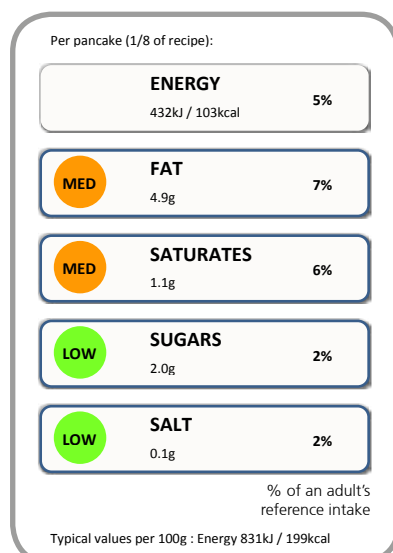 Per pancake (1/8 of recipe):
ENERGY
432kJ / 103kcal
5%
MED
FAT
4.9g
7%
MED
SATURATES
1.1g
6%
LOW
SUGARS
2.0g
2%
LOW
SALT
0.1g
2%
% of an adult's
reference intake
Typical values per 100g : Energy 831kJ / 199kcal